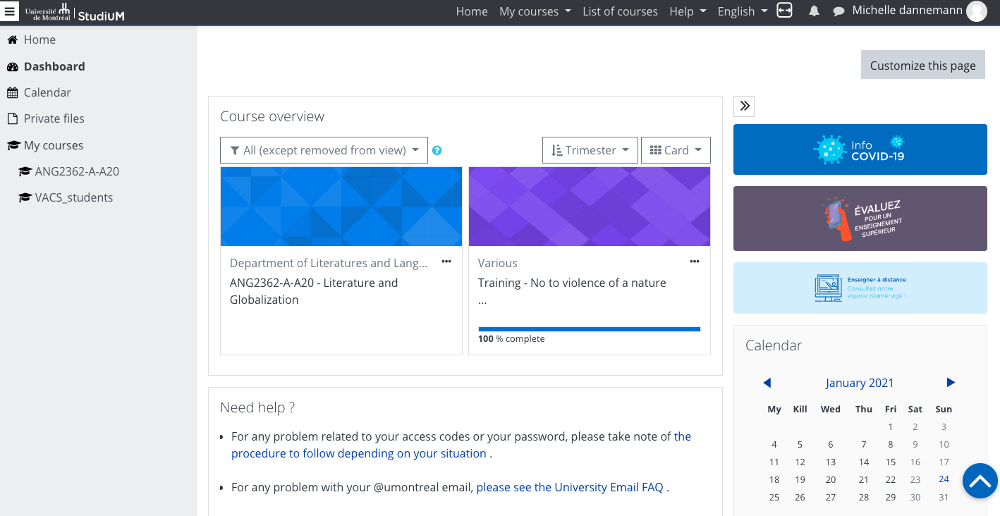 Université
de Montréal
StudiUM
Home My courses List of courses Help English Michelle dannemann
Home
Dashboard
Calendar
Private files
My courses
ANG2362-A-A20
VACS_students
Customize this page
Course overview
All (except removed from view)
Trimester
Card
Department of Literatures and Lang...
ANG2362-A-A20 - Literature and
Globalization
Various
Training - No to violence of a nature
...
100 % complete
Need help ?
For any problem related to your access codes or your password, please take note of the
procedure to follow depending on your situation .
For any problem with your @umontreal email, please see the University Email FAQ .
Info
COVID-19
ÉVALUEZ
POUR UN
ENSEIGNEMENT
SUPÉRIEUR
Enseigner à distance
Consultez notre
espace réaménagé !
Calendar
January 2021
My Kill Wed Thu Fri Sat Sun
1 2 3
4 5 6 7 8 9 10
11 12 13 14 15 16 17
18 19 20 21 22 23 24
25 26 27 28 29 30 31